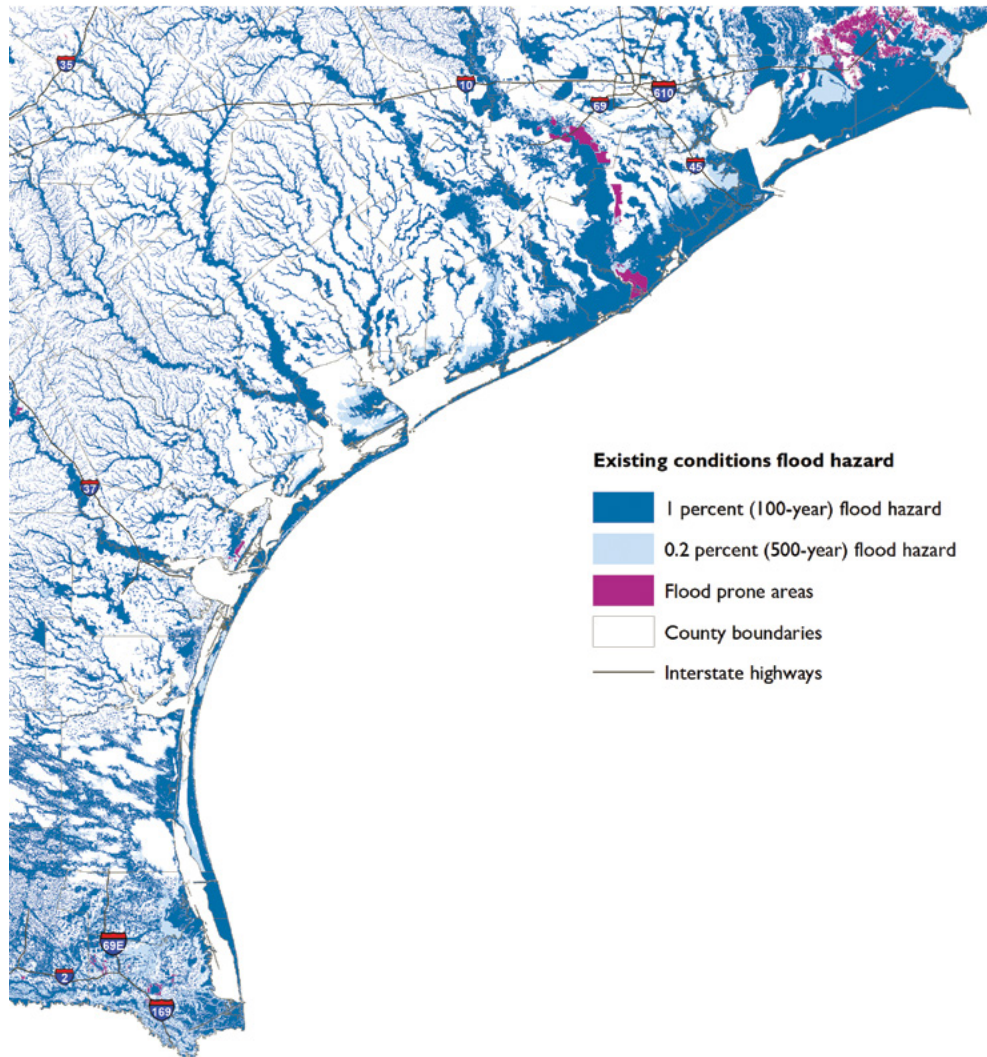 35
10
69
610
45
37
Existing conditions flood hazard
1 percent (100-year) flood hazard
0.2 percent (500-year) flood hazard
Flood prone areas
County boundaries
Interstate highways
69E
2
169